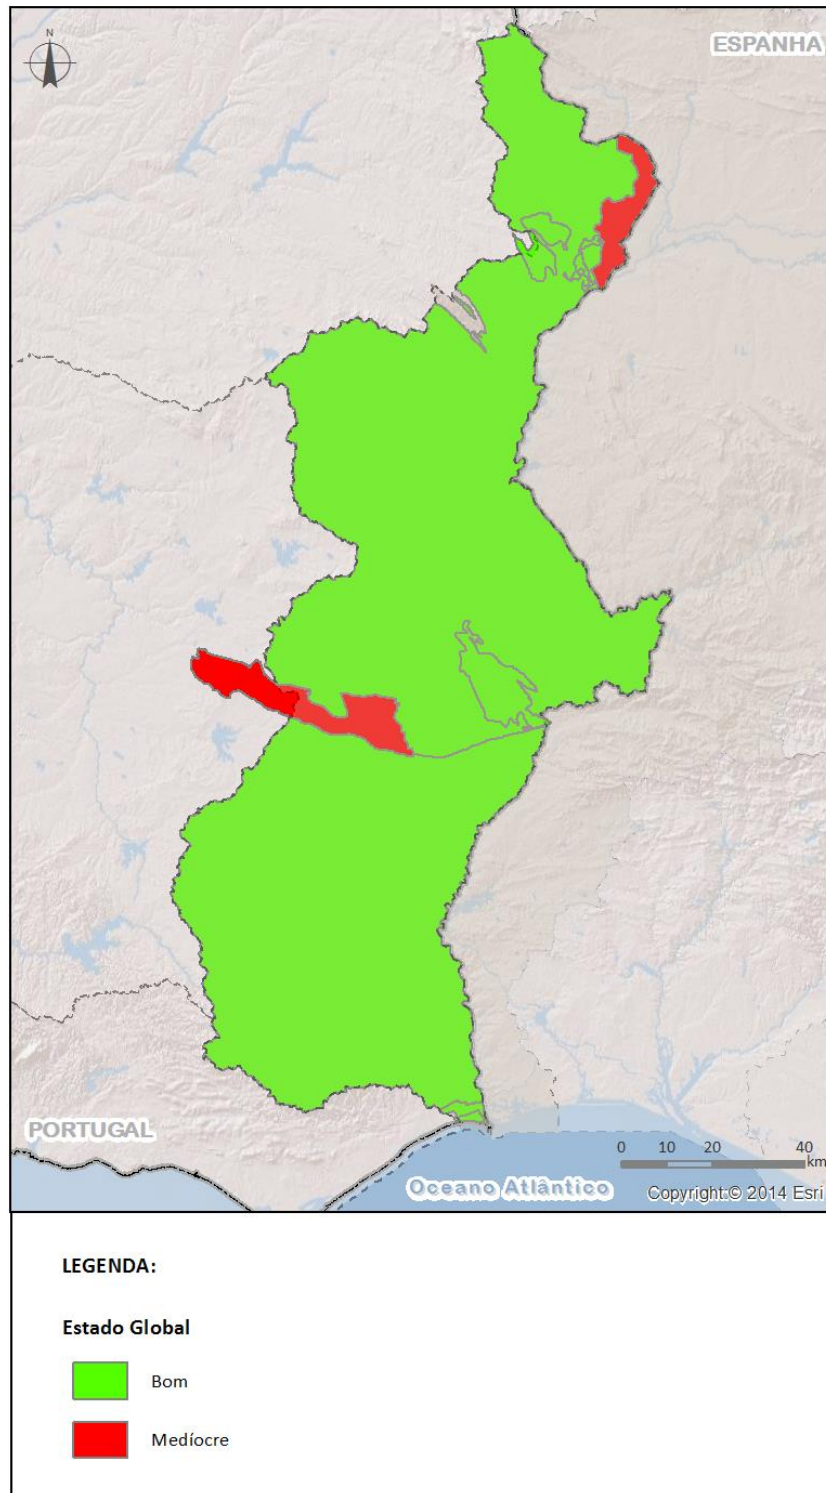 N
ESPANHA
PORTUGAL
0 10 20 40
km
Oceano Atlântico
Copyright:© 2014 Esri
LEGENDA:
Estado Global
Bom
Medíocre